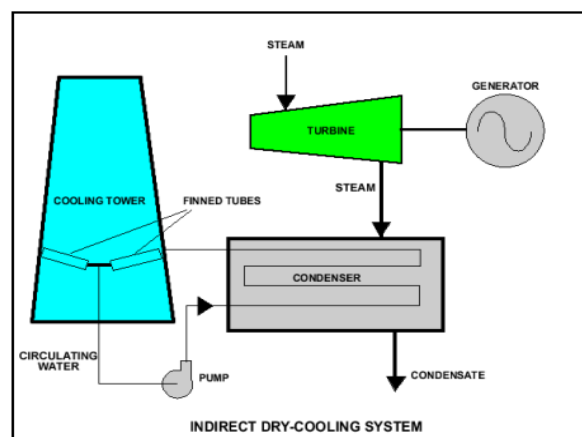 STEAM
GENERATOR
TURBINE
STEAM
COOLING TOWER
FINNED TUBES
CONDENSER
CIRCULATING
WATER
PUMP
CONDENSATE
INDIRECT DRY-COOLING SYSTEM